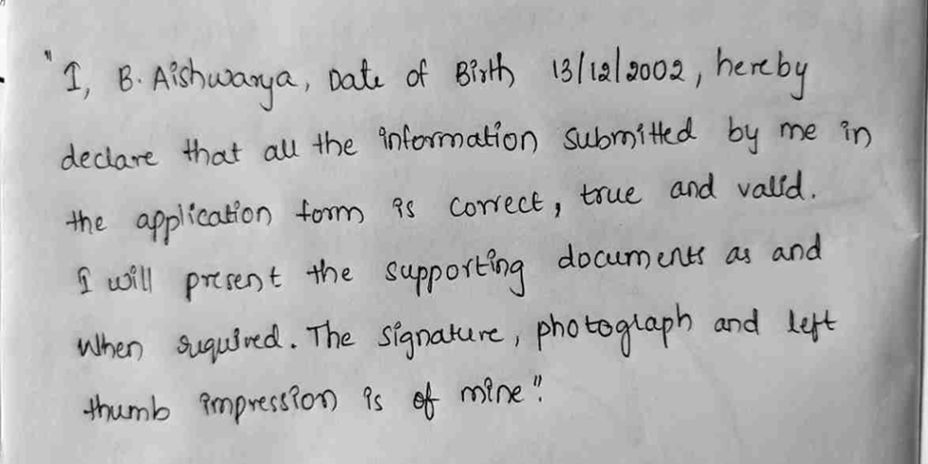 "I, B. Aishwarya, Date of Birth 13/12/2002, hereby
declare that all the information submitted by me in
the application form is correct, true and valid.
I will present the supporting documents as and
when required. The signature, photograph and left
thumb impression is of mine".